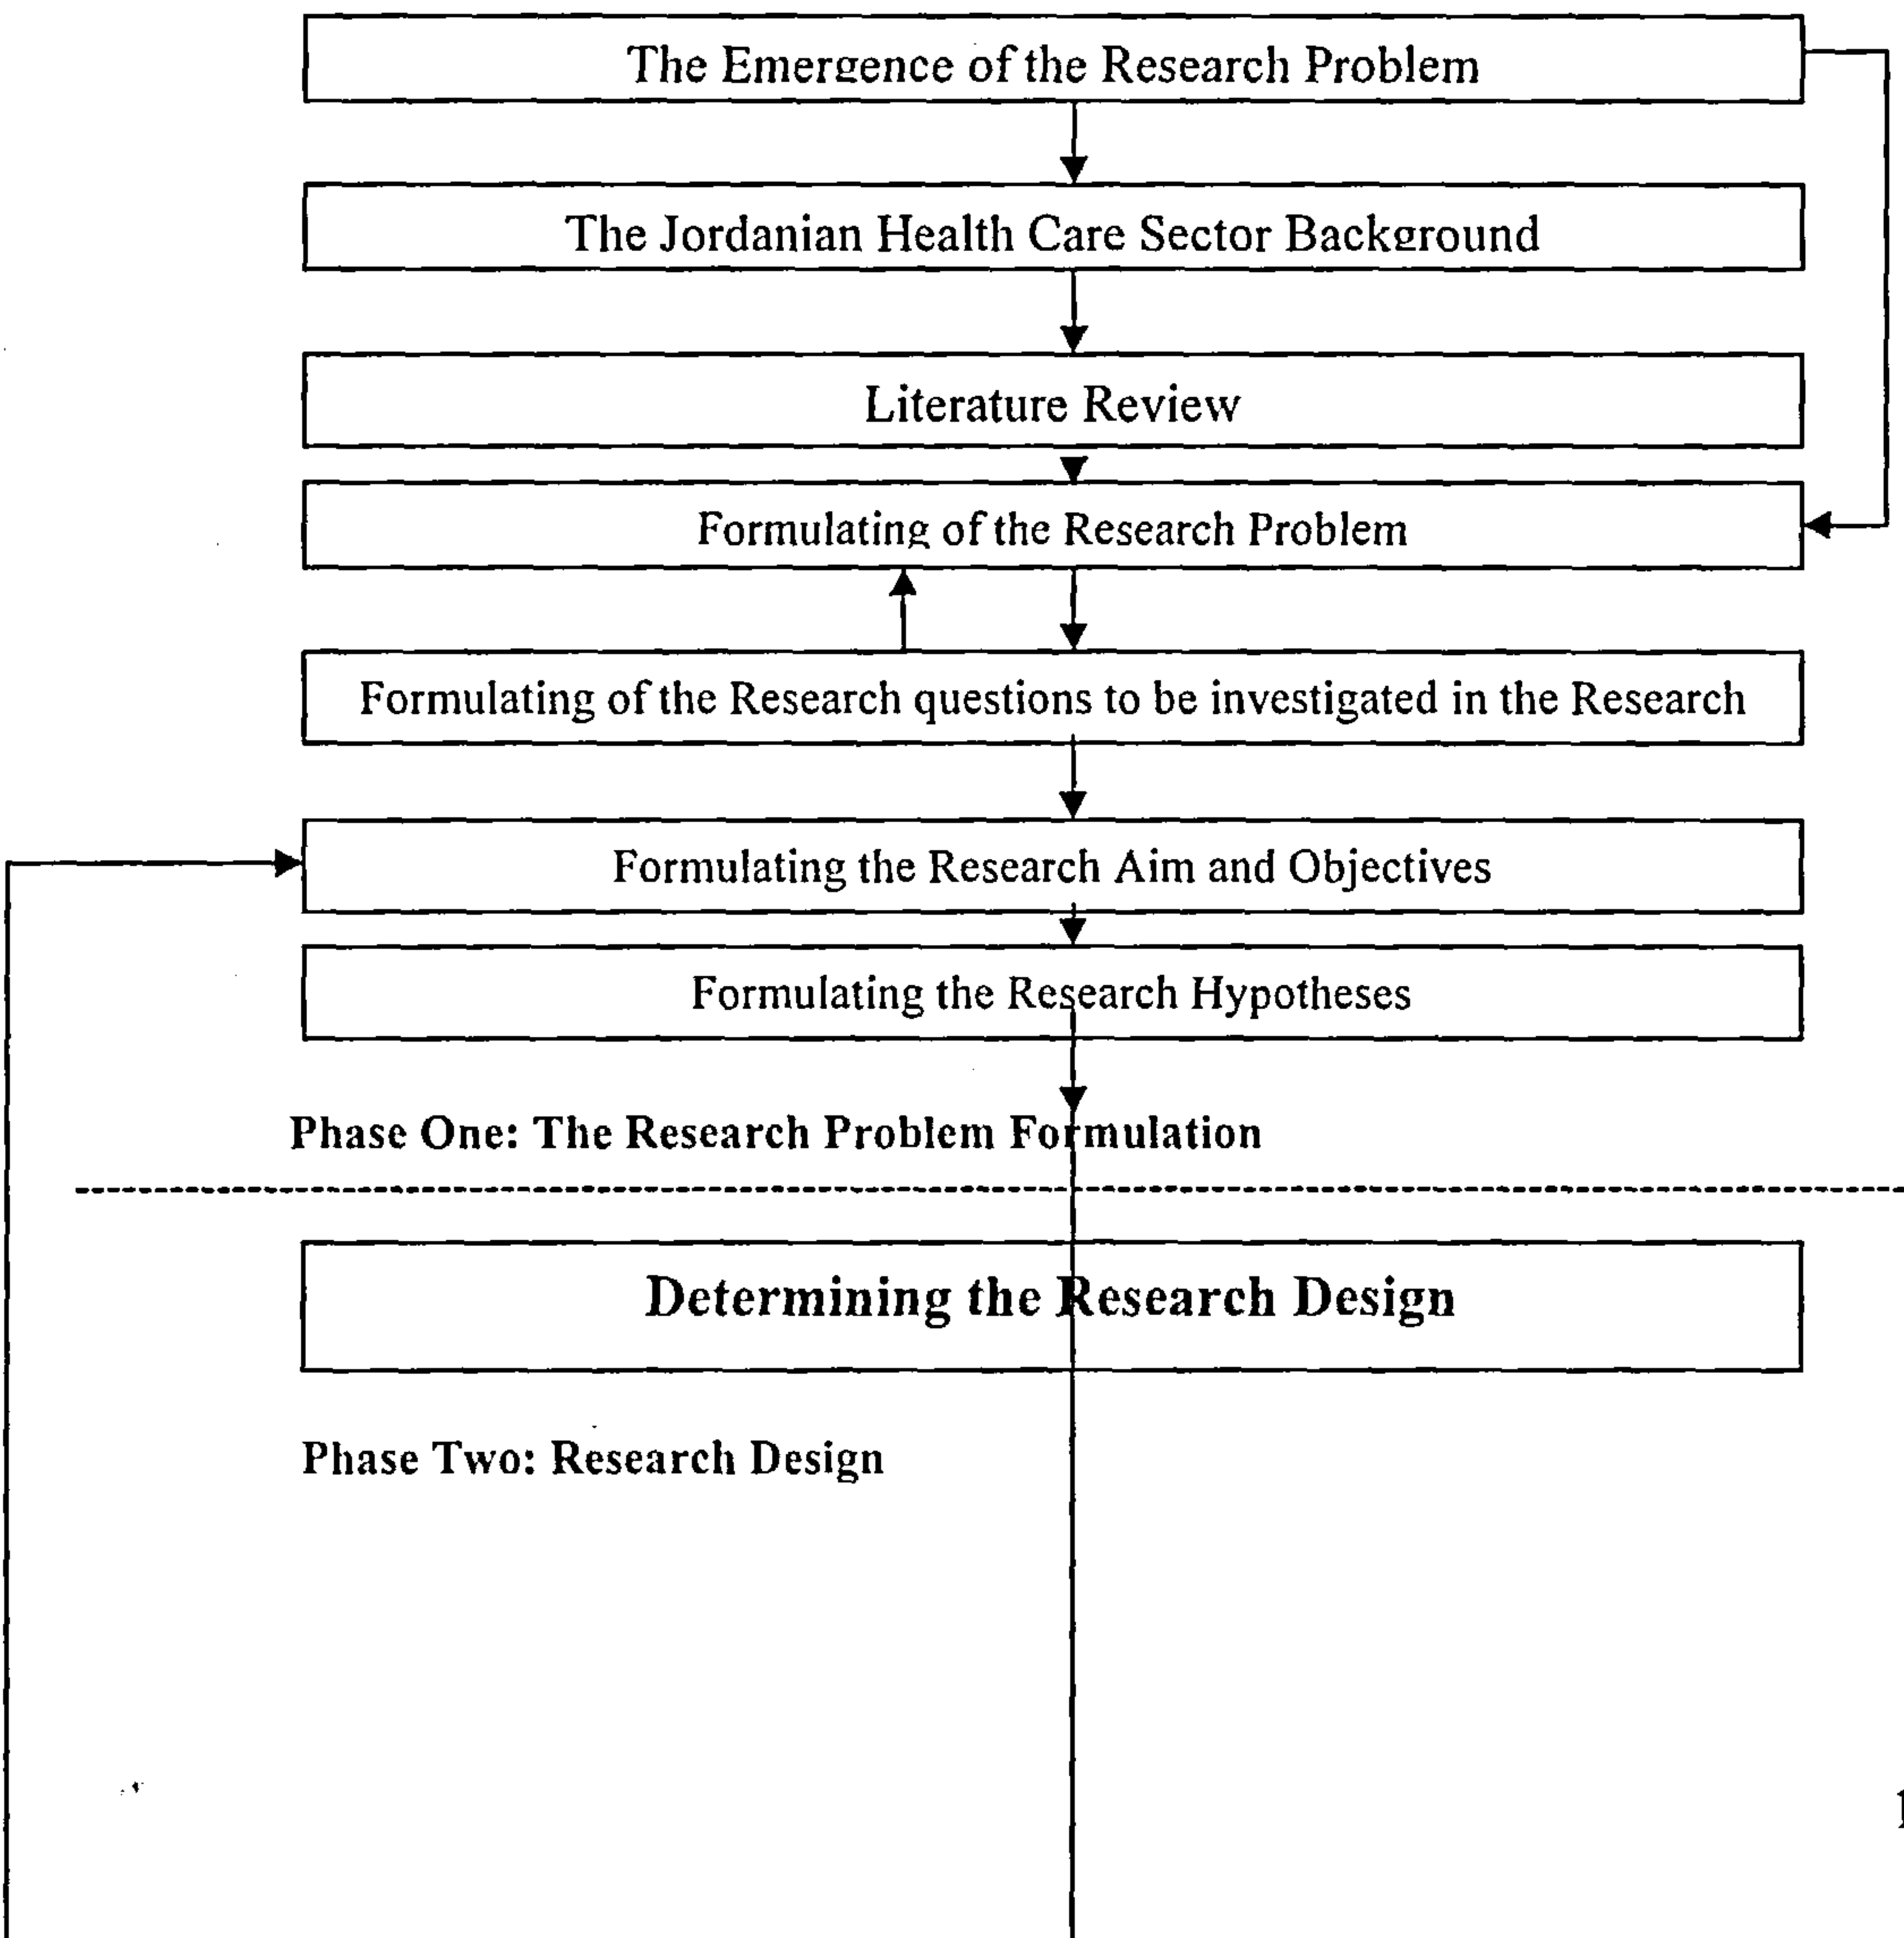 The Emergence of the Research Problem
The Jordanian Health Care Sector Background
Literature Review
Formulating of the Research Problem
Formulating of the Research questions to be investigated in the Research
Formulating the Research Aim and Objectives
Formulating the Research Hypotheses
Phase One: The Research Problem Formulation
Determining the Research Design
Phase Two: Research Design